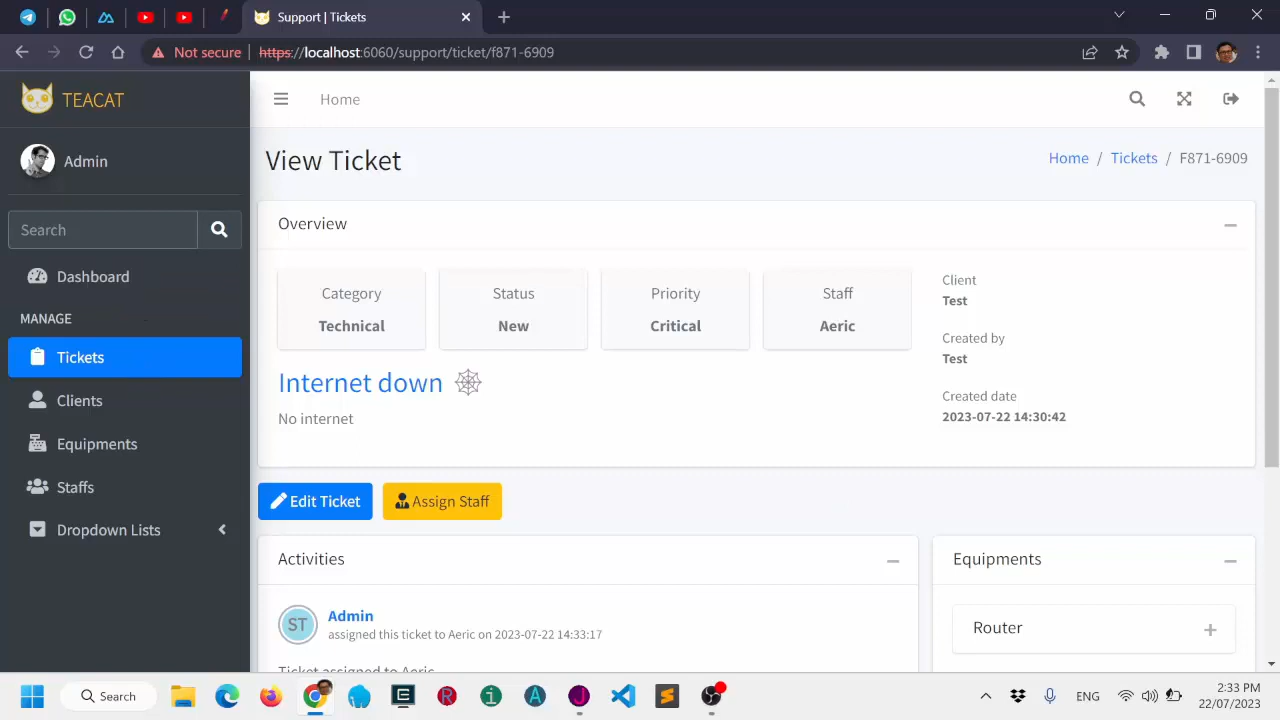 Support | Tickets
Not secure
https://localhost:6060/support/ticket/f871-6909
TEACAT
Home
Admin
View Ticket
Home / Tickets / F871-6909
Search
Overview
Dashboard
MANAGE
Tickets
Clients
Equipments
Staffs
Dropdown Lists
Category
Technical
Status
New
Priority
Critical
Staff
Aeric
Client
Test
Created by
Test
Created date
2023-07-22 14:30:42
Internet down
No internet
Edit Ticket
Assign Staff
Activities
ST
Admin
assigned this ticket to Aeric on 2023-07-22 14:33:17
Ticket assigned to Aeric
Equipments
Router
Search
ENG
2:33 PM
22/07/2023